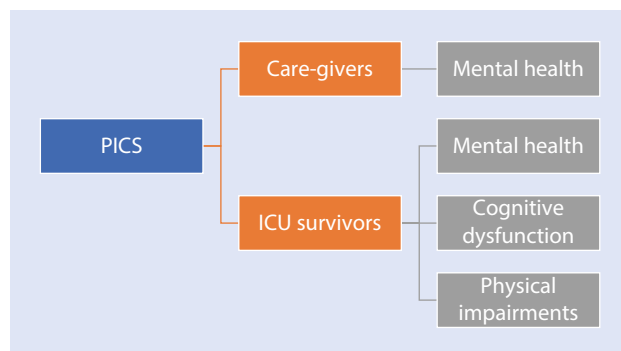 PICS
Care-givers
Mental health
ICU survivors
Mental health
Cognitive
dysfunction
Physical
impairments